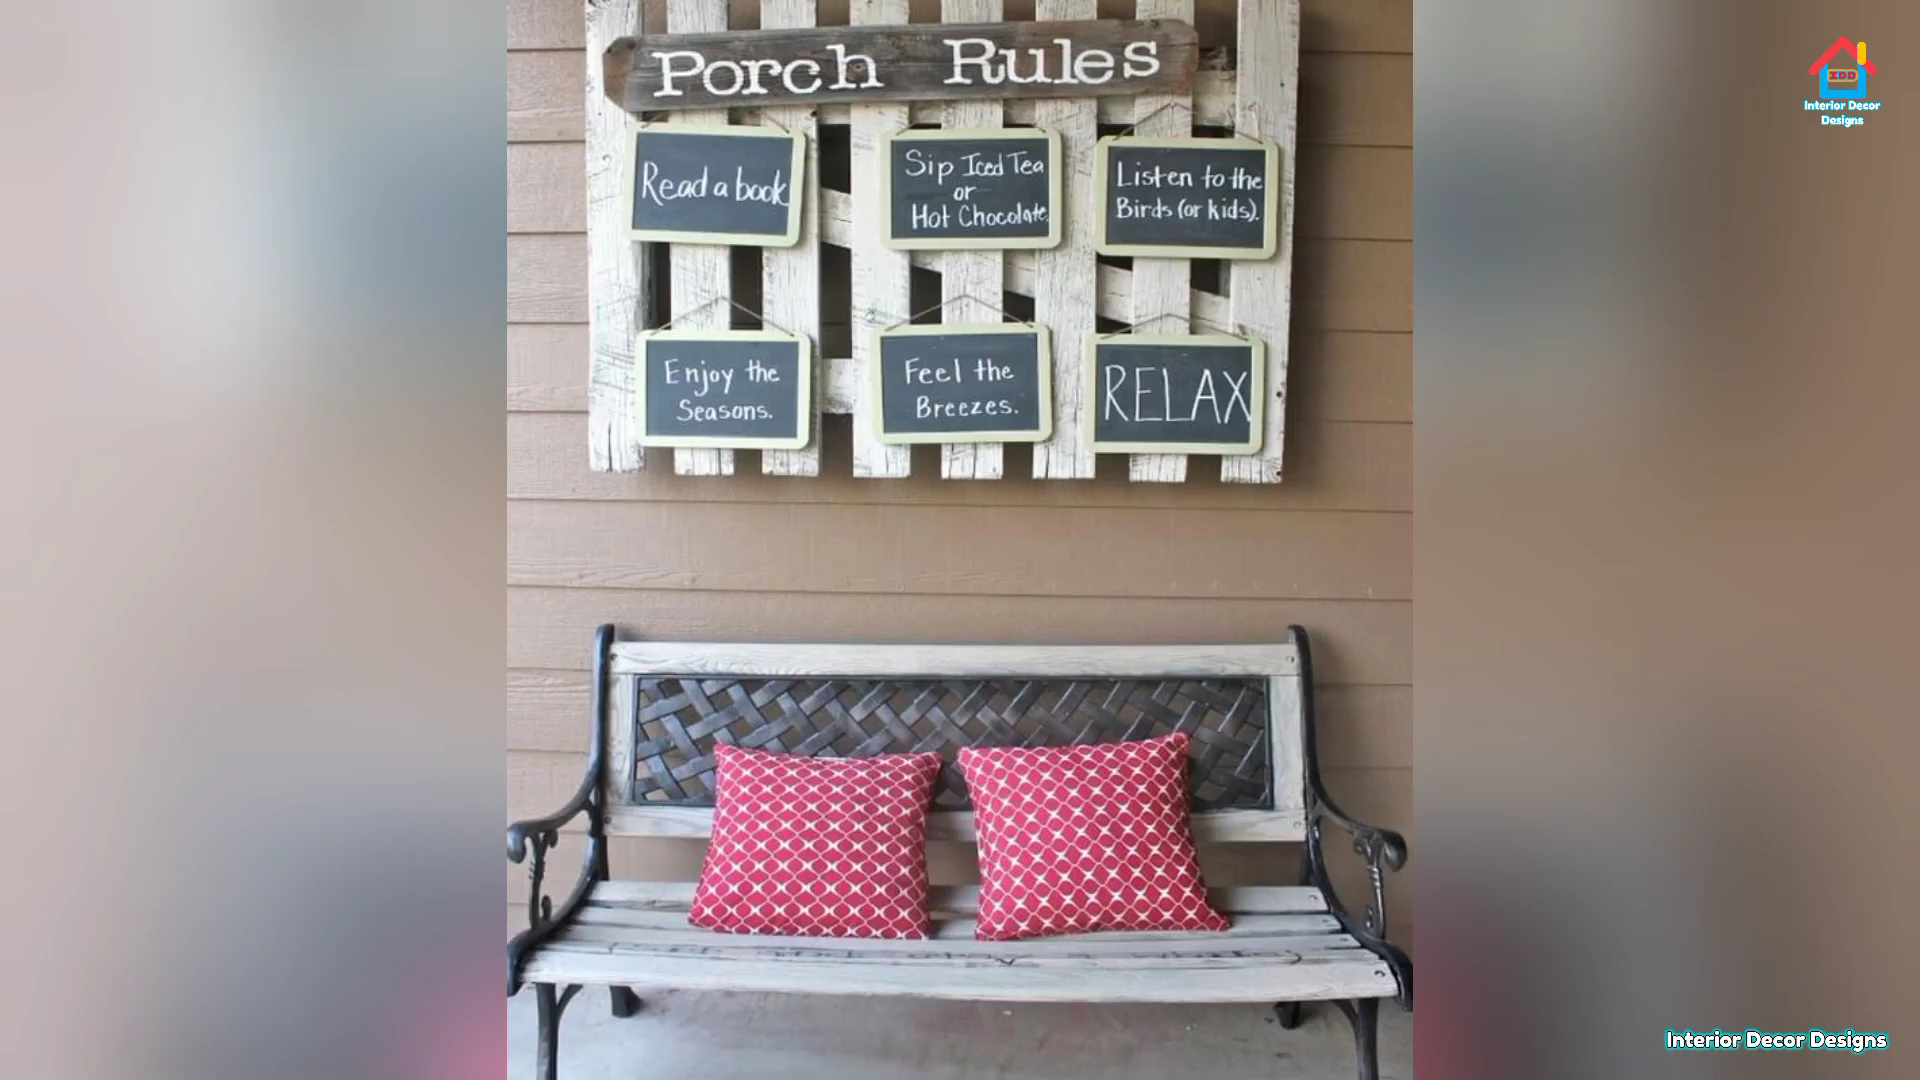 Porch Rules
Read a book
Sip Iced Tea
or
Hot Chocolate.
Listen to the
Birds (or kids).
Enjoy the
Seasons.
Feel the
Breezes.
RELAX
IDD
Interior Decor
Designs
Interior Decor Designs